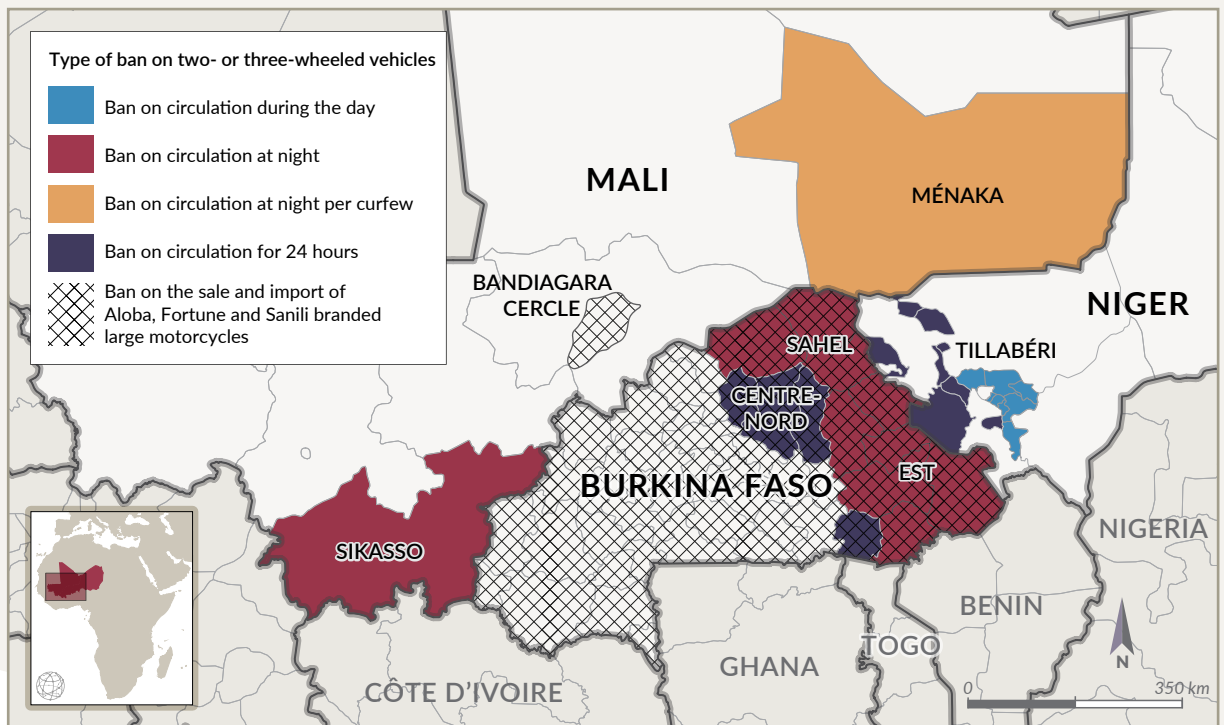 Type of ban on two- or three-wheeled vehicles
Ban on circulation during the day
Ban on circulation at night
Ban on circulation at night per curfew
Ban on circulation for 24 hours
Ban on the sale and import of
Aloba, Fortune and Sanili branded
large motorcycles
MALI
MÉNAKA
BANDIAGARA
CERCLE
NIGER
SAHEL
TILLABÉRI
CENTRE-
NORD
EST
BURKINA FASO
SIKASSO
NIGERIA
BENIN
TOGO
GHANA
CÔTE D'IVOIRE
N
0
350 km